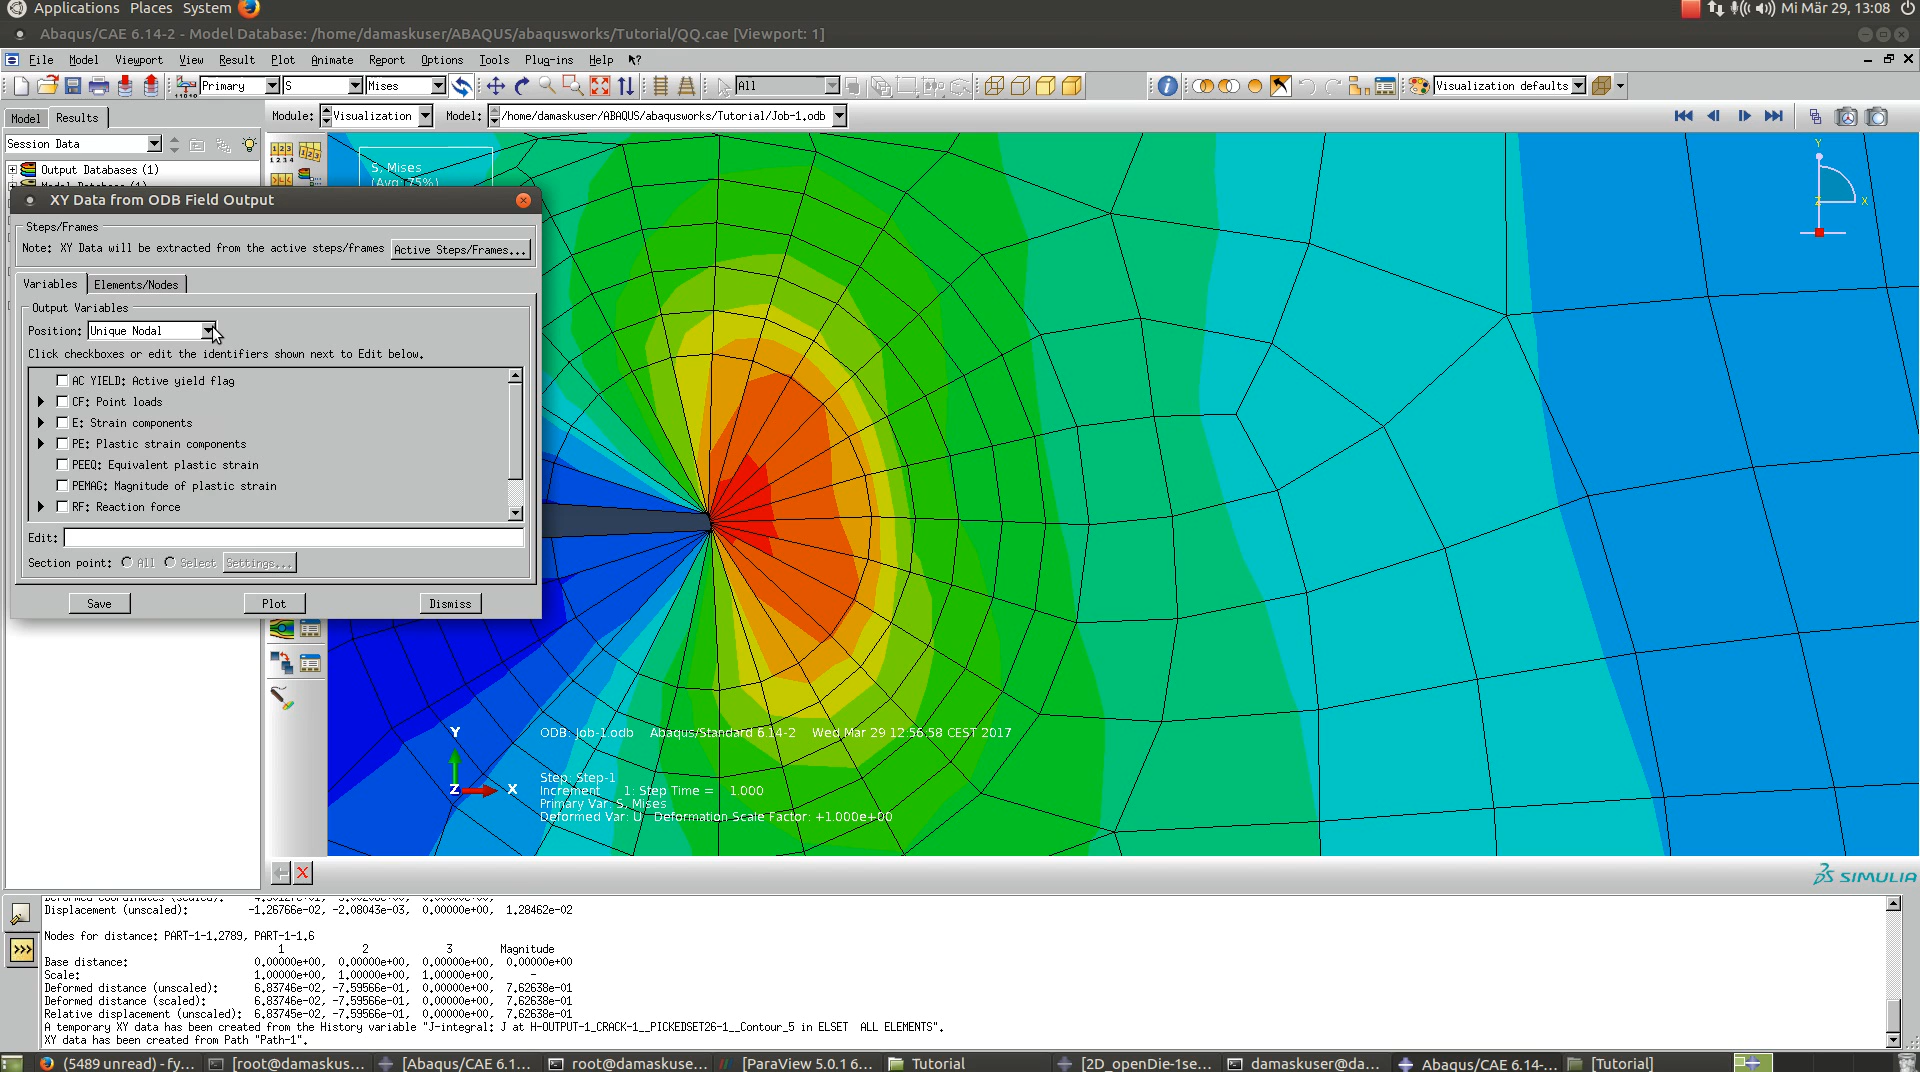 Applications Places System
Mi Mär 29, 13:08
Abaqus/CAE 6.14-2 - Model Database: /home/damaskuser/ABAQUS/abaqusworks/Tutorial/QQ.cae [Viewport: 1]
File Model Viewport View Result Plot Animate Report Options Tools Plug-ins Help
Primary S Mises All Visualization defaults
Model Results
Module: Visualization Model: /home/damaskuser/ABAQUS/abaqusworks/Tutorial/Job-1.odb
Session Data
Output Databases (1)
Model Database (1)
S, Mises
(Avg: 75%)
XY Data from ODB Field Output
Steps/Frames
Note: XY Data will be extracted from the active steps/frames
Active Steps/Frames...
Variables Elements/Nodes
Output Variables
Position: Unique Nodal
Click checkboxes or edit the identifiers shown next to Edit below.
AC YIELD: Active yield flag
CF: Point loads
E: Strain components
PE: Plastic strain components
PEEQ: Equivalent plastic strain
PEMAG: Magnitude of plastic strain
RF: Reaction force
Edit:
Section point: All Select Settings...
Save Plot Dismiss
Y
X
Z
Y
Z X
ODB: Job-1.odb Abaqus/Standard 6.14-2 Wed Mar 29 12:56:58 CEST 2017
Step: Step-1
Increment 1: Step Time = 1.000
Primary Var: S, Mises
Deformed Var: U Deformation Scale Factor: +1.000e+00
SIMULIA
Displacement (unscaled): -1.26766e-02, -2.08043e-03, 0.00000e+00, 1.28462e-02
Nodes for distance: PART-1-1.2789, PART-1-1.6
1 2 3 Magnitude
Base distance: 0.00000e+00, 0.00000e+00, 0.00000e+00, 0.00000e+00
Scale: 1.00000e+00, 1.00000e+00, 1.00000e+00, -
Deformed distance (unscaled): 6.83746e-02, -7.59566e-01, 0.00000e+00, 7.62638e-01
Deformed distance (scaled): 6.83746e-02, -7.59566e-01, 0.00000e+00, 7.62638e-01
Relative displacement (unscaled): 6.83745e-02, -7.59566e-01, 0.00000e+00, 7.62638e-01
A temporary XY data has been created from the History variable "J-integral: J at H-OUTPUT-1_CRACK-1__PICKEDSET26-1__Contour_5 in ELSET ALL ELEMENTS".
XY data has been created from Path "Path-1".
(5489 unread) - fy... [root@damaskus... [Abaqus/CAE 6.1... root@damaskuse... [ParaView 5.0.1 6... Tutorial [2D_openDie-1se... damaskuser@da... Abaqus/CAE 6.14-... [Tutorial]